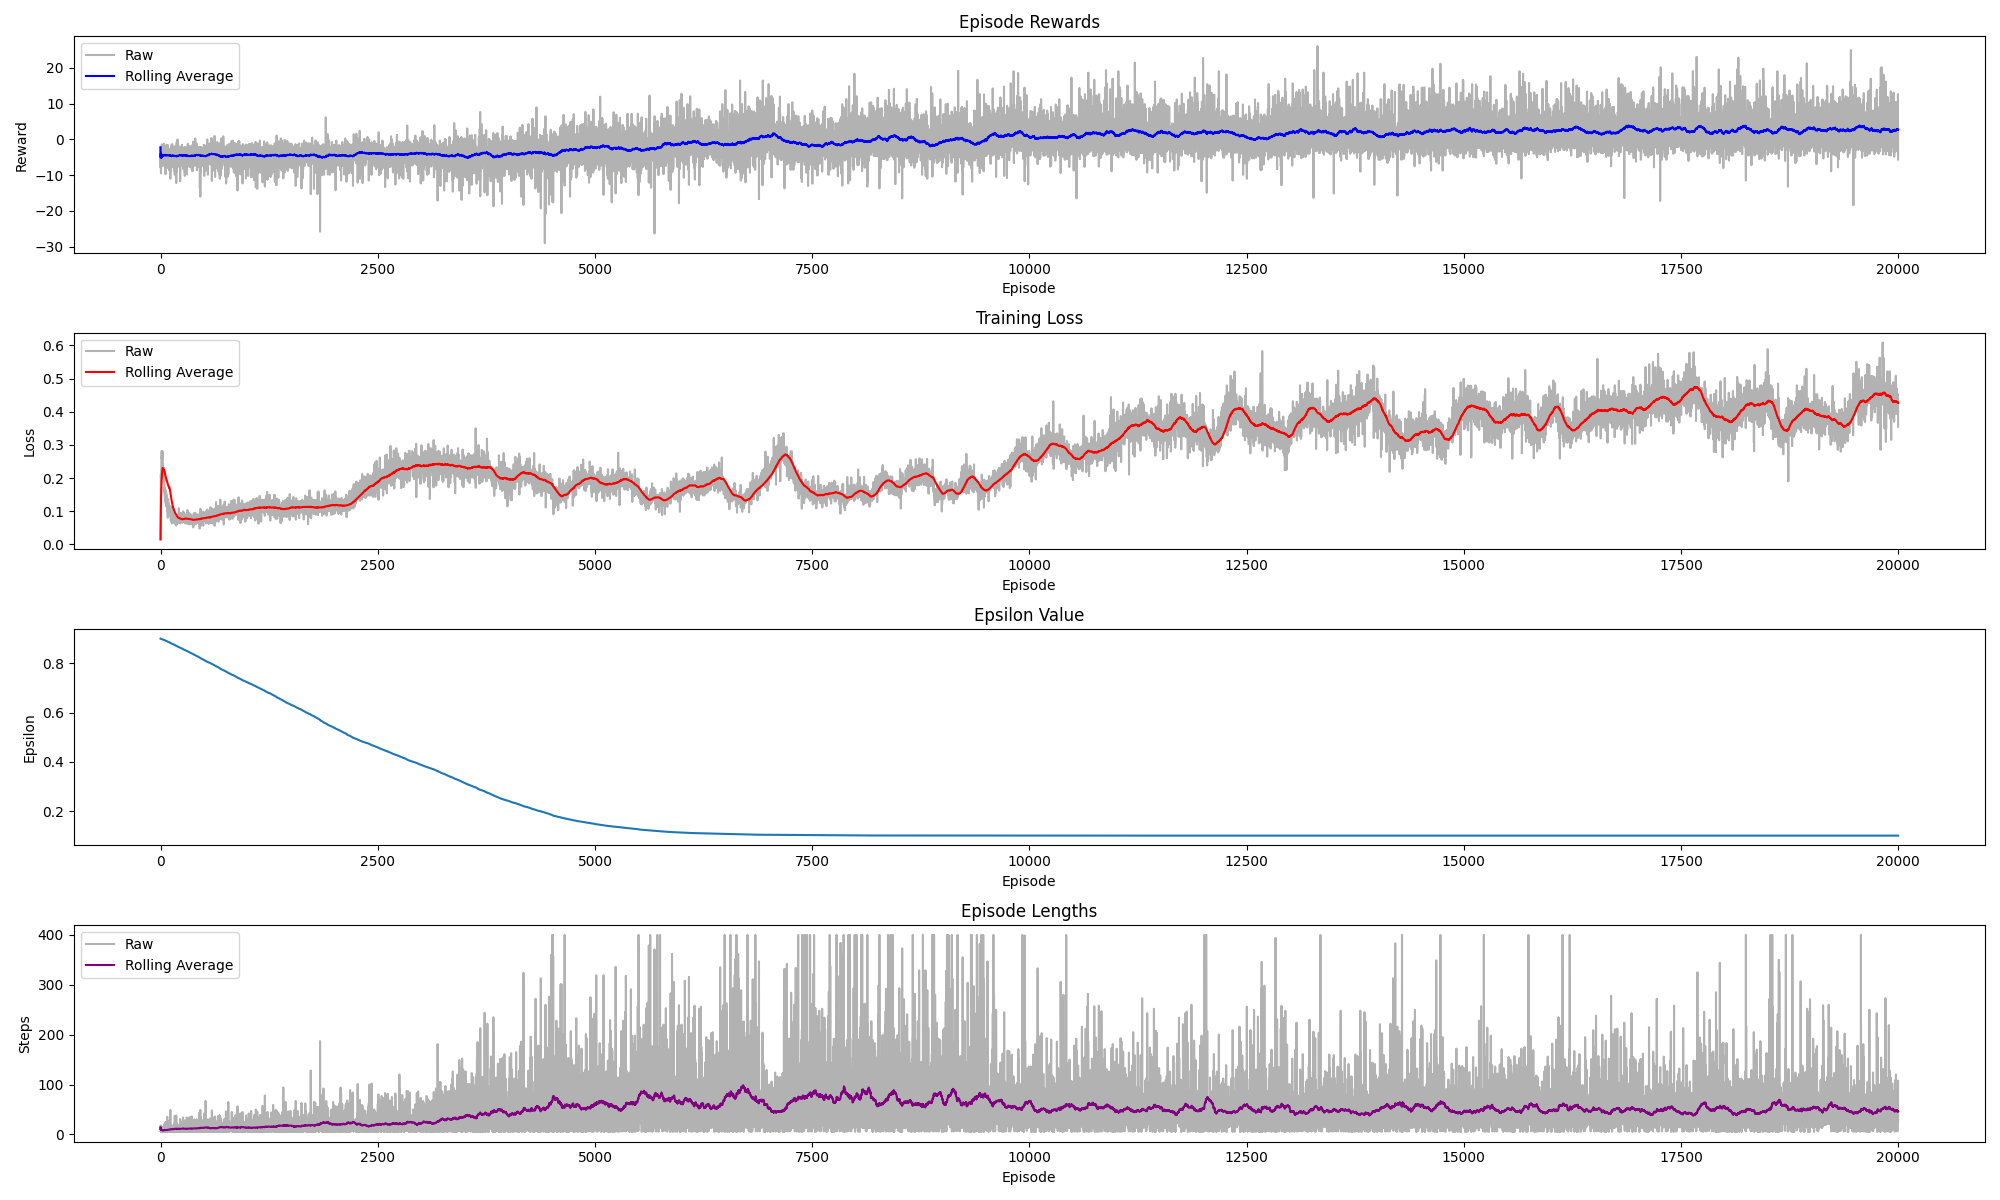 Episode Rewards
Raw
Rolling Average
Reward
20
10
0
−10
−20
−30
0 2500 5000 7500 10000 12500 15000 17500 20000
Episode
Training Loss
Raw
Rolling Average
Loss
0.6
0.5
0.4
0.3
0.2
0.1
0.0
0 2500 5000 7500 10000 12500 15000 17500 20000
Episode
Epsilon Value
Epsilon
0.8
0.6
0.4
0.2
0 2500 5000 7500 10000 12500 15000 17500 20000
Episode
Episode Lengths
Raw
Rolling Average
Steps
400
300
200
100
0
0 2500 5000 7500 10000 12500 15000 17500 20000
Episode